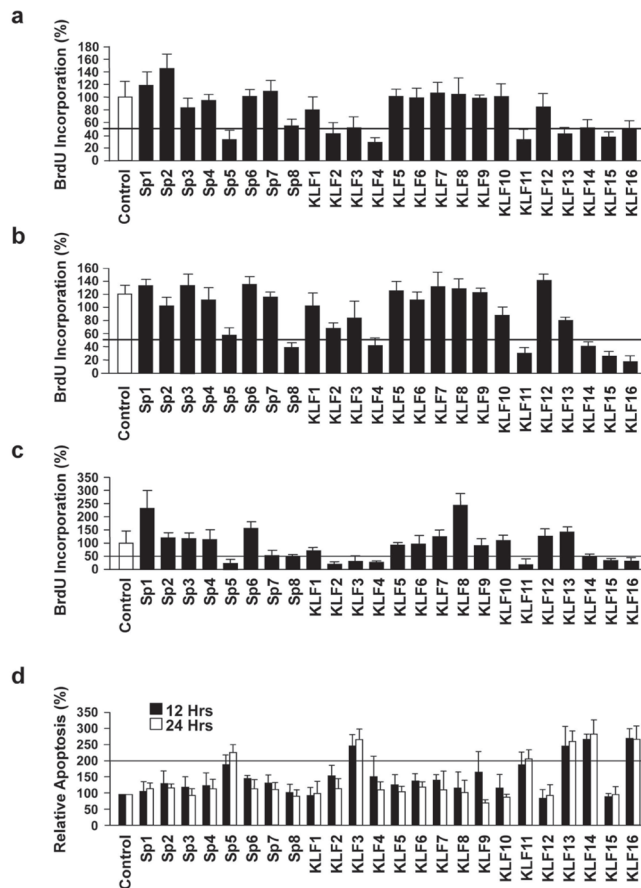 a
BrdU Incorporation (%)
180
160
140
120
100
80
60
40
20
0
Control Sp1 Sp2 Sp3 Sp4 Sp5 Sp6 Sp7 Sp8 KLF1 KLF2 KLF3 KLF4 KLF5 KLF6 KLF7 KLF8 KLF9 KLF10 KLF11 KLF12 KLF13 KLF14 KLF15 KLF16
b
BrdU Incorporation (%)
160
140
120
100
80
60
40
20
0
Control Sp1 Sp2 Sp3 Sp4 Sp5 Sp6 Sp7 Sp8 KLF1 KLF2 KLF3 KLF4 KLF5 KLF6 KLF7 KLF8 KLF9 KLF10 KLF11 KLF12 KLF13 KLF14 KLF15 KLF16
c
BrdU Incorporation (%)
350
300
250
200
150
100
50
0
Control Sp1 Sp2 Sp3 Sp4 Sp5 Sp6 Sp7 Sp8 KLF1 KLF2 KLF3 KLF4 KLF5 KLF6 KLF7 KLF8 KLF9 KLF10 KLF11 KLF12 KLF13 KLF14 KLF15 KLF16
d
Relative Apoptosis (%)
12 Hrs
24 Hrs
350
300
250
200
150
100
50
0
Control Sp1 Sp2 Sp3 Sp4 Sp5 Sp6 Sp7 Sp8 KLF1 KLF2 KLF3 KLF4 KLF5 KLF6 KLF7 KLF8 KLF9 KLF10 KLF11 KLF12 KLF13 KLF14 KLF15 KLF16